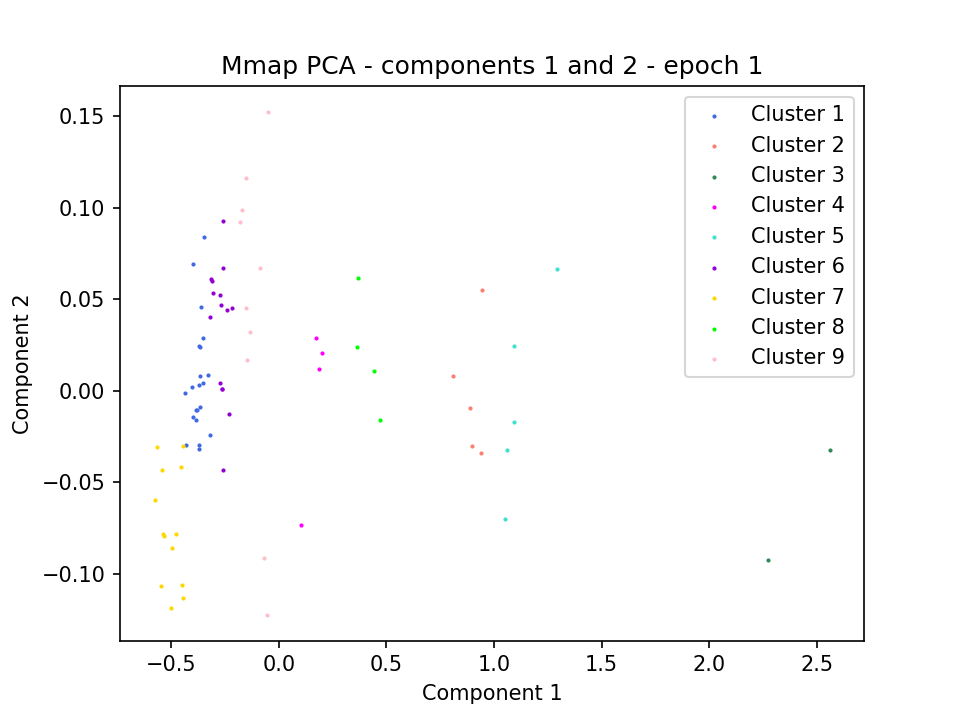 Mmap PCA - components 1 and 2 - epoch 1
Cluster 1
Cluster 2
Cluster 3
Cluster 4
Cluster 5
Cluster 6
Cluster 7
Cluster 8
Cluster 9
0.15
0.10
0.05
0.00
−0.05
−0.10
Component 2
−0.5 0.0 0.5 1.0 1.5 2.0 2.5
Component 1